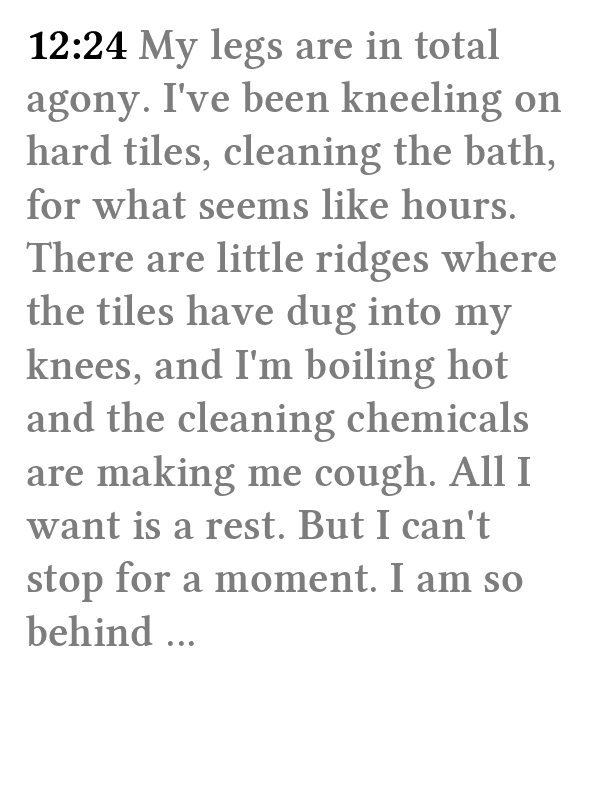 12:24 My legs are in total
agony. I've been kneeling on
hard tiles, cleaning the bath,
for what seems like hours.
There are little ridges where
the tiles have dug into my
knees, and I'm boiling hot
and the cleaning chemicals
are making me cough. All I
want is a rest. But I can't
stop for a moment. I am so
behind ...